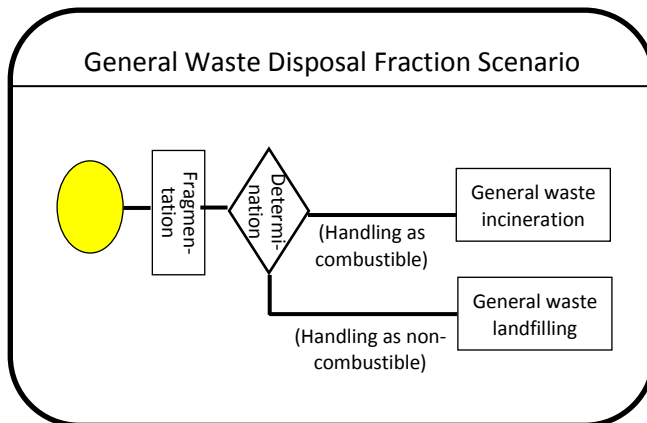 General Waste Disposal Fraction Scenario
Fragmen-
tation
Determi-
nation
General waste
incineration
(Handling as
combustible)
General waste
landfilling
(Handling as non-
combustible)